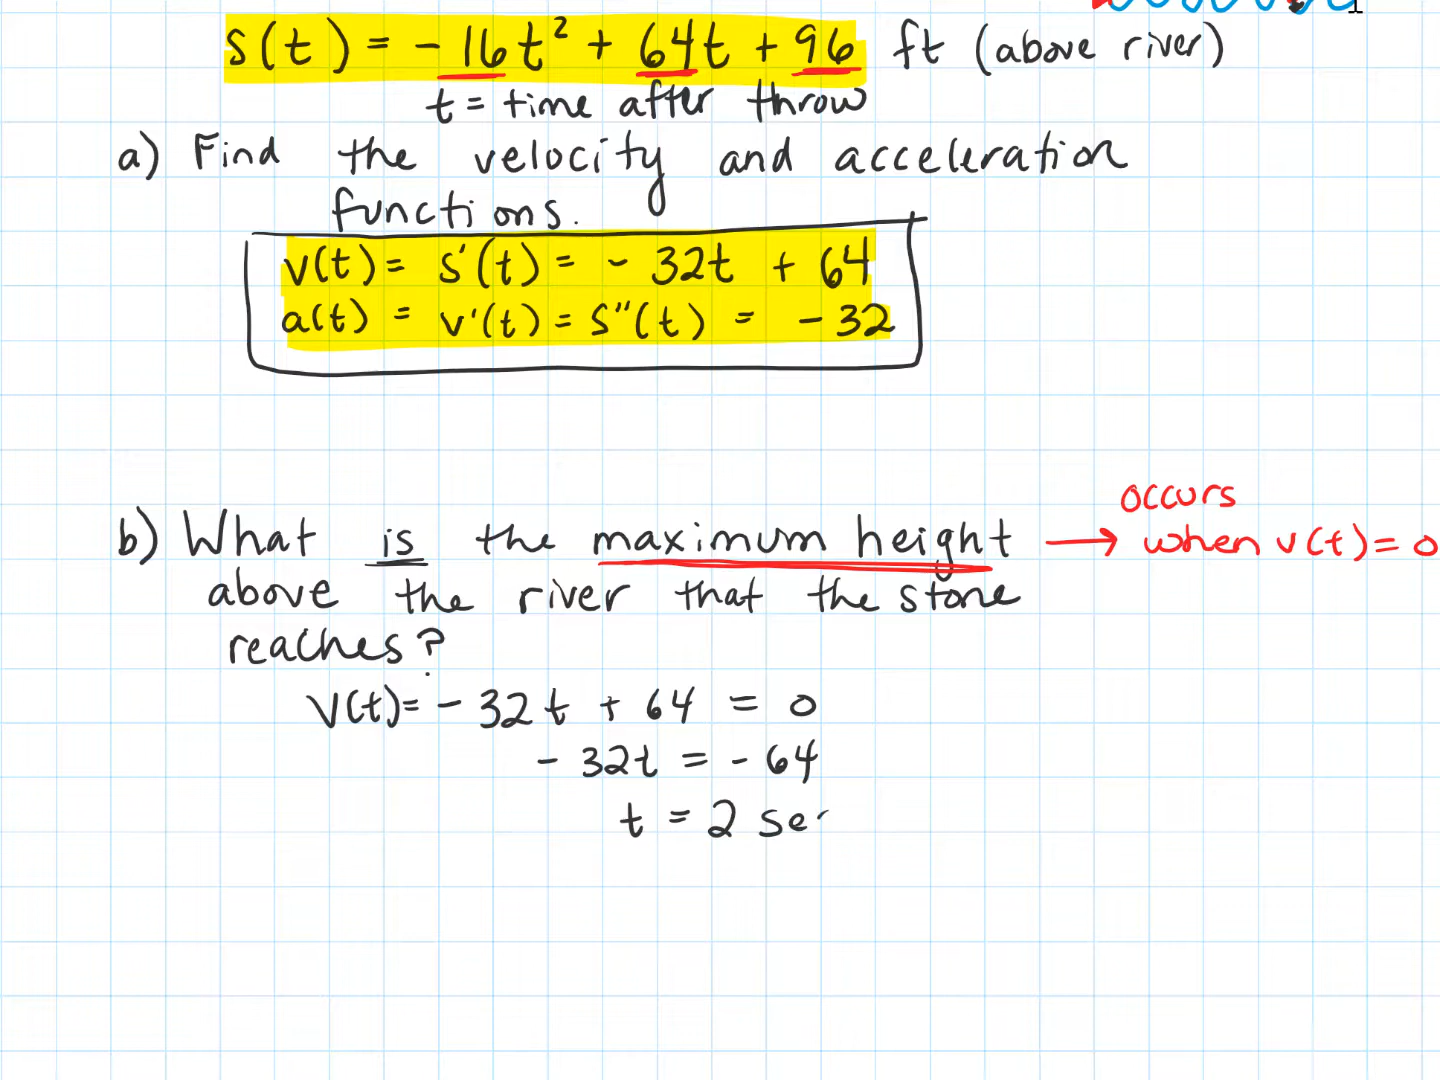 s(t) = -16t² + 64t + 96 ft (above river)
t = time after throw
a) Find the velocity and acceleration
functions.
v(t) = s'(t) = - 32t + 64
a(t) = v'(t) = s''(t) = - 32
occurs
b) What is the maximum height → when v(t) = 0
above the river that the stone
reaches?
v(t) = - 32t + 64 = 0
- 32t = - 64
t = 2 se